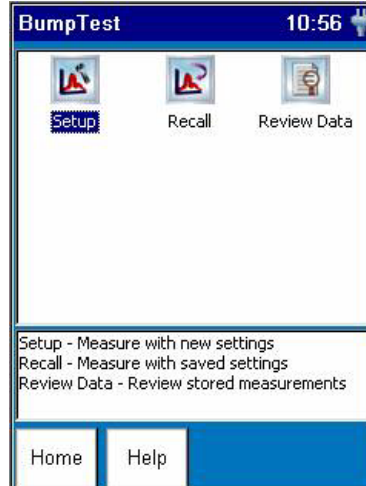 BumpTest 10:56
Setup Recall Review Data
Setup - Measure with new settings
Recall - Measure with saved settings
Review Data - Review stored measurements
Home Help